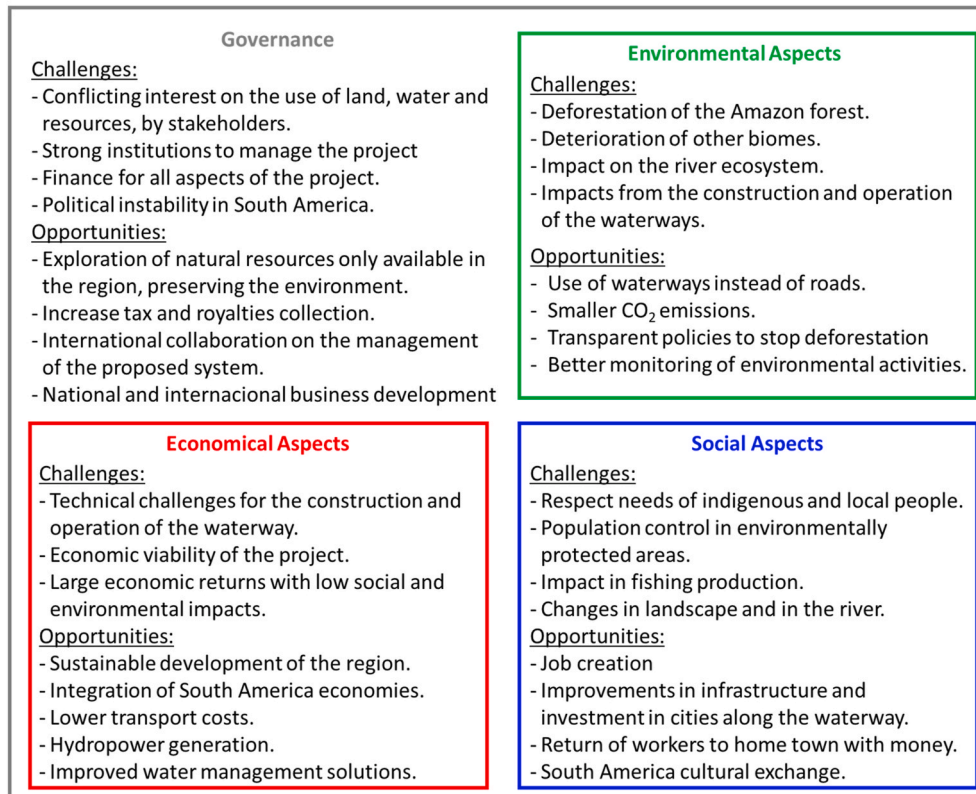 Governance
Challenges:
- Conflicting interest on the use of land, water and
resources, by stakeholders.
- Strong institutions to manage the project
- Finance for all aspects of the project.
- Political instability in South America.
Opportunities:
- Exploration of natural resources only available in
the region, preserving the environment.
- Increase tax and royalties collection.
- International collaboration on the management
of the proposed system.
- National and internacional business development
Environmental Aspects
Challenges:
- Deforestation of the Amazon forest.
- Deterioration of other biomes.
- Impact on the river ecosystem.
- Impacts from the construction and operation
of the waterways.
Opportunities:
- Use of waterways instead of roads.
- Smaller CO₂ emissions.
- Transparent policies to stop deforestation
- Better monitoring of environmental activities.
Economical Aspects
Challenges:
- Technical challenges for the construction and
operation of the waterway.
- Economic viability of the project.
- Large economic returns with low social and
environmental impacts.
Opportunities:
- Sustainable development of the region.
- Integration of South America economies.
- Lower transport costs.
- Hydropower generation.
- Improved water management solutions.
Social Aspects
Challenges:
- Respect needs of indigenous and local people.
- Population control in environmentally
protected areas.
- Impact in fishing production.
- Changes in landscape and in the river.
Opportunities:
- Job creation
- Improvements in infrastructure and
investment in cities along the waterway.
- Return of workers to home town with money.
- South America cultural exchange.